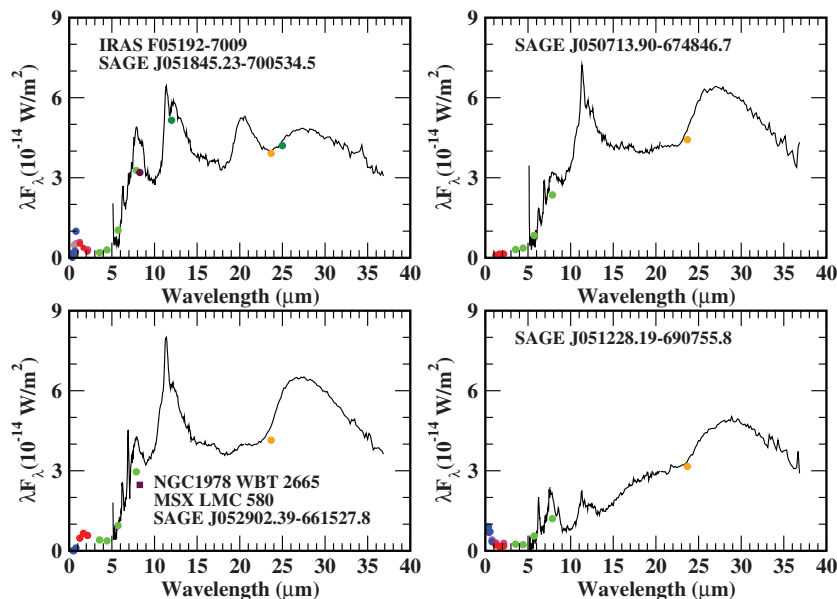 IRAS F05192-7009
SAGE J051845.23-700534.5
9
6
3
0
λFλ(10-14 W/m2)
0 5 10 15 20 25 30 35 40
Wavelength (μm)
SAGE J050713.90-674846.7
9
6
3
0
λFλ(10-14 W/m2)
0 5 10 15 20 25 30 35 40
Wavelength (μm)
NGC1978 WBT 2665
MSX LMC 580
SAGE J052902.39-661527.8
9
6
3
0
λFλ(10-14 W/m2)
0 5 10 15 20 25 30 35 40
Wavelength (μm)
SAGE J051228.19-690755.8
9
6
3
0
λFλ(10-14 W/m2)
0 5 10 15 20 25 30 35 40
Wavelength (μm)